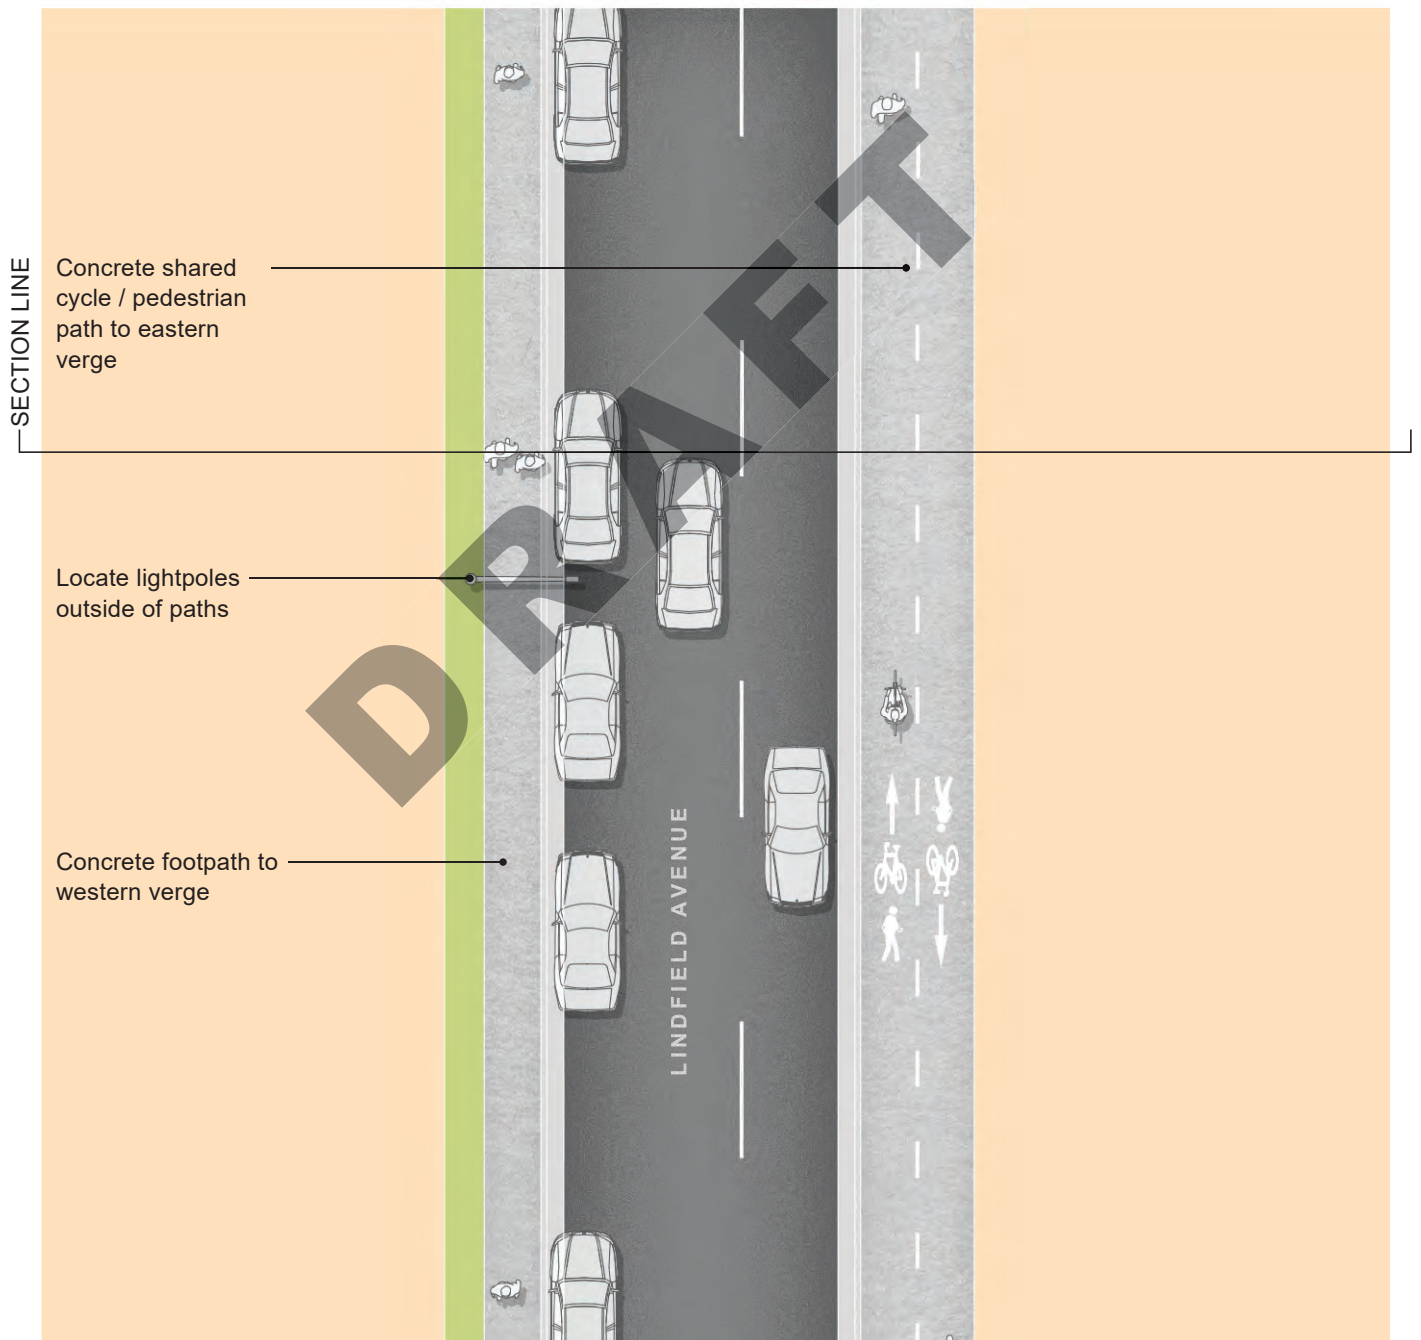 SECTION LINE
Concrete shared
cycle / pedestrian
path to eastern
verge
Locate lightpoles
outside of paths
Concrete footpath to
western verge
LINDFIELD AVENUE
DRAFT